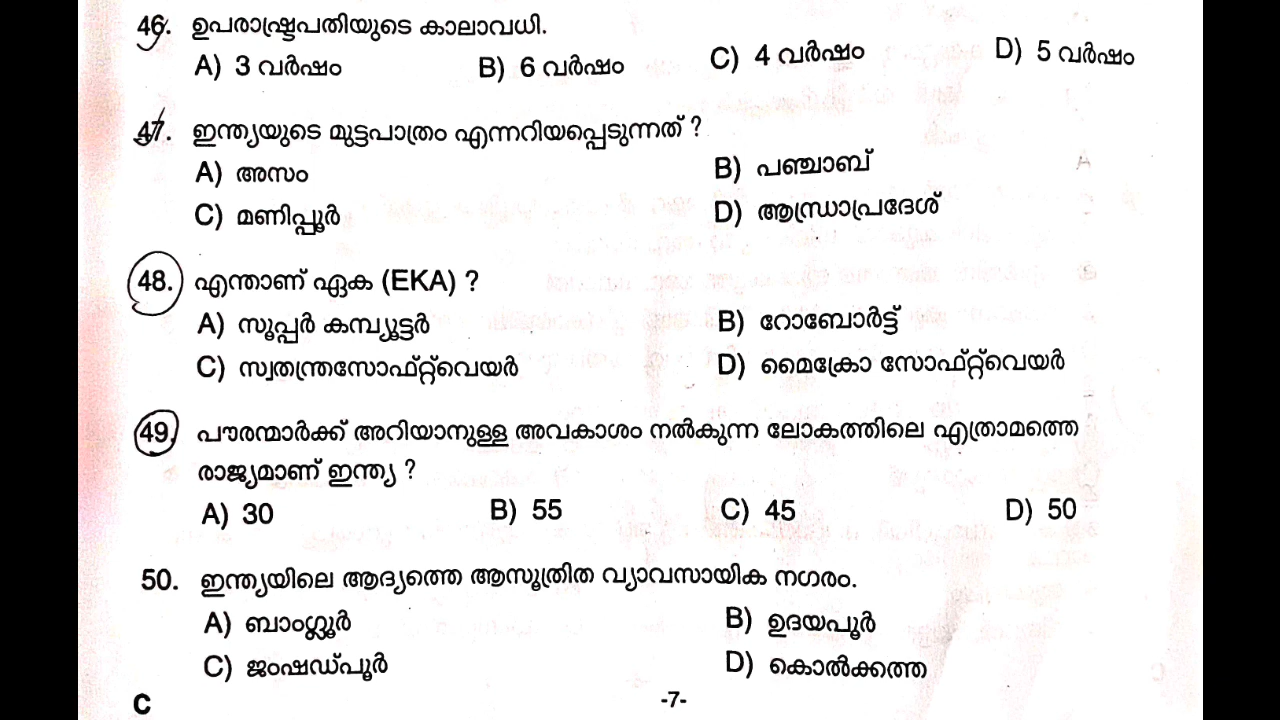 46. ഉപരാഷ്ട്രപതിയുടെ കാലാവധി.
A) 3 വർഷം B) 6 വർഷം C) 4 വർഷം D) 5 വർഷം
47. ഇന്ത്യയുടെ മുട്ടപാത്രം എന്നറിയപ്പെടുന്നത് ?
A) അസം B) പഞ്ചാബ്
C) മണിപ്പൂർ D) ആന്ധ്രാപ്രദേശ്
48. എന്താണ് ഏക (EKA) ?
A) സൂപ്പർ കമ്പ്യൂട്ടർ B) റോബോർട്ട്
C) സ്വതന്ത്രസോഫ്റ്റ്‌വെയർ D) മൈക്രോ സോഫ്റ്റ്‌വെയർ
49. പൗരന്മാർക്ക് അറിയാനുള്ള അവകാശം നൽകുന്ന ലോകത്തിലെ എത്രാമത്തെ
രാജ്യമാണ് ഇന്ത്യ ?
A) 30 B) 55 C) 45 D) 50
50. ഇന്ത്യയിലെ ആദ്യത്തെ ആസൂത്രിത വ്യാവസായിക നഗരം.
A) ബാംഗ്ലൂർ B) ഉദയപൂർ
C) ജംഷഡ്പൂർ D) കൊൽക്കത്ത
C -7-